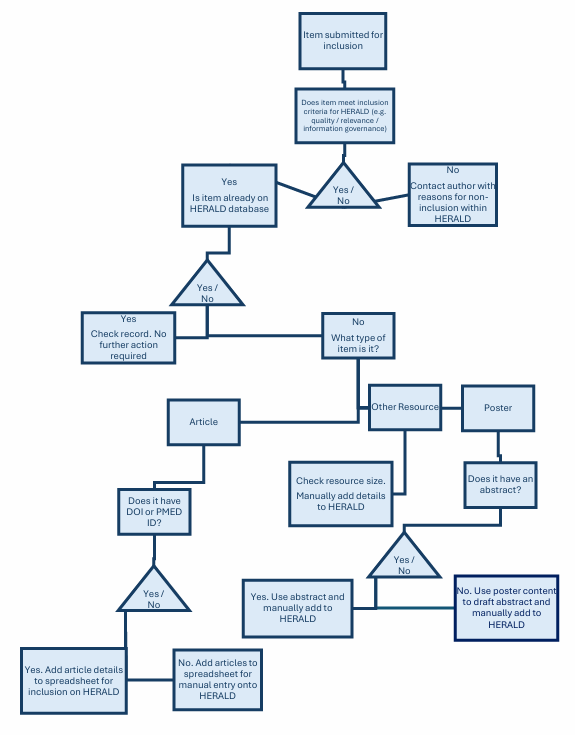 Item submitted for
inclusion
Does item meet inclusion
criteria for HERALD (e.g.
quality / relevance /
information governance)
Yes /
No
Yes
Is item already on
HERALD database
No
Contact author with
reasons for non-
inclusion within
HERALD
Yes /
No
Yes
Check record. No
further action
required
No
What type of
item is it?
Article
Other Resource
Poster
Check resource size.
Manually add details
to HERALD
Does it have an
abstract?
Does it have
DOI or PMED
ID?
Yes /
No
Yes /
No
Yes. Use abstract and
manually add to
HERALD
No. Use poster content
to draft abstract and
manually add to
HERALD
Yes. Add article details
to spreadsheet for
inclusion on HERALD
No. Add articles to
spreadsheet for
manual entry onto
HERALD